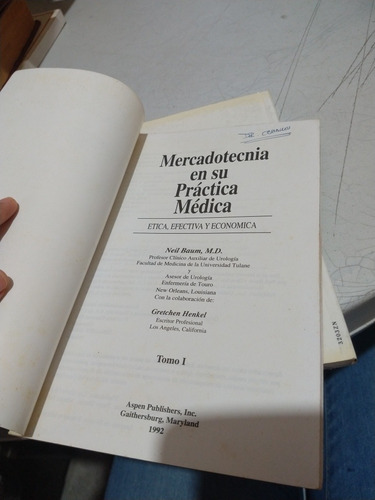 Mercadotecnia
en su
Práctica
Médica
ETICA, EFECTIVA Y ECONOMICA
Neil Baum, M.D.
Profesor Clínico Auxiliar de Urología
Facultad de Medicina de la Universidad Tulane
y
Asesor de Urología
Enfermería de Touro
New Orleans, Louisiana
Con la colaboración de:
Gretchen Henkel
Escritor Profesional
Los Angeles, California
Tomo I
Aspen Publishers, Inc.
Gaithersburg, Maryland
1992